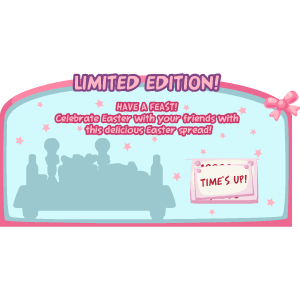 LIMITED EDITION!
HAVE A FEAST!
Celebrate Easter with your friends with
this delicious Easter spread!
TIME'S UP!